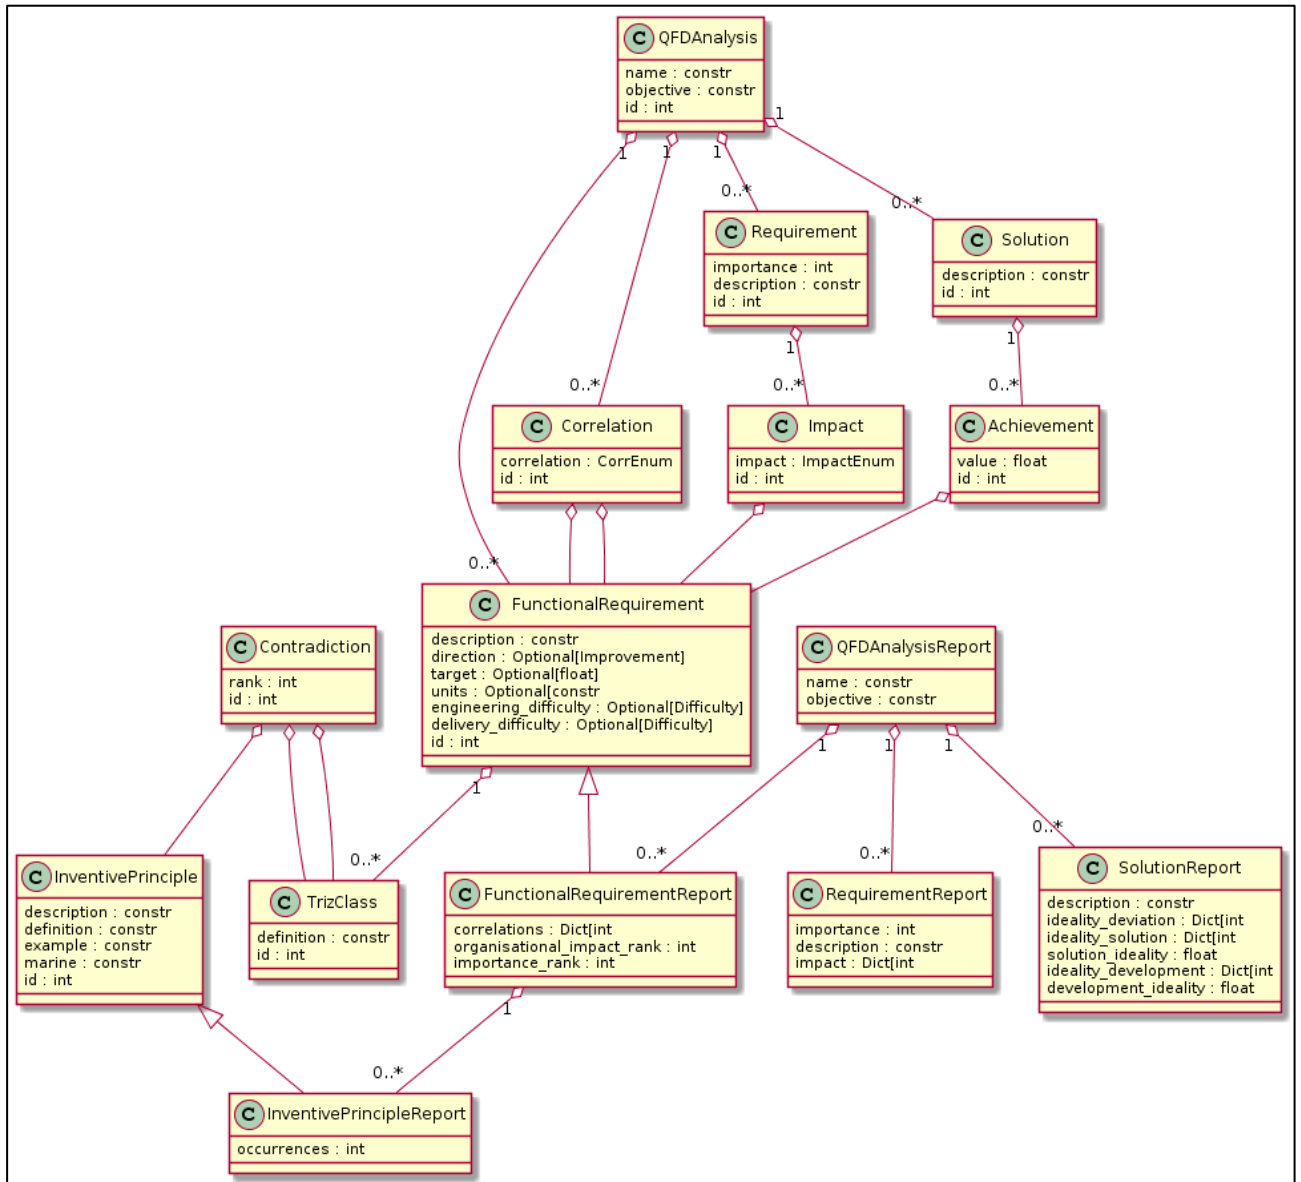 C QFDAnalysis
name : constr
objective : constr
id : int
1
1
1
1
0..*
0..*
C Requirement
importance : int
description : constr
id : int
C Solution
description : constr
id : int
1
1
0..*
0..*
0..*
C Correlation
correlation : CorrEnum
id : int
C Impact
impact : ImpactEnum
id : int
C Achievement
value : float
id : int
0..*
C FunctionalRequirement
description : constr
direction : Optional[Improvement]
target : Optional[float]
units : Optional[constr
engineering_difficulty : Optional[Difficulty]
delivery_difficulty : Optional[Difficulty]
id : int
C Contradiction
rank : int
id : int
C QFDAnalysisReport
name : constr
objective : constr
1
1
1
1
0..*
0..*
0..*
0..*
C InventivePrinciple
description : constr
definition : constr
example : constr
marine : constr
id : int
C TrizClass
definition : constr
id : int
C FunctionalRequirementReport
correlations : Dict[int
organisational_impact_rank : int
importance_rank : int
C RequirementReport
importance : int
description : constr
impact : Dict[int
C SolutionReport
description : constr
ideality_deviation : Dict[int
ideality_solution : Dict[int
solution_ideality : float
ideality_development : Dict[int
development_ideality : float
1
0..*
C InventivePrincipleReport
occurrences : int